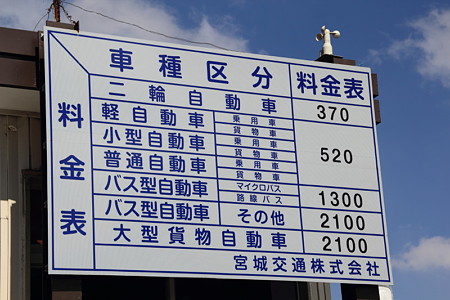 料金表
車種区分 料金表
二輪自動車 370
軽自動車 乗用車
貨物車
小型自動車 乗用車
貨物車
520
普通自動車 乗用車
貨物車
バス型自動車 マイクロバス
路線バス
1300
バス型自動車 その他 2100
大型貨物自動車 2100
宮城交通株式会社